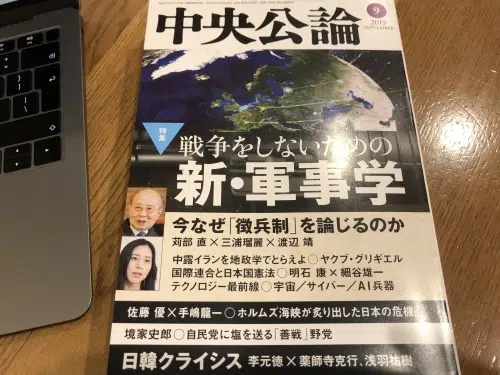 中央公論
9
2019
SEPTEMBER
特集
戦争をしないための
新・軍事学
今なぜ「徴兵制」を論じるのか
苅部 直×三浦瑠麗×渡辺 靖
中露イランを地政学でとらえよ○ヤクブ・グリギエル
国際連合と日本国憲法○明石 康×細谷雄一
テクノロジー最前線○宇宙/サイバー/AI兵器
佐藤 優×手嶋龍一○ホルムズ海峡が炙り出した日本の危機
境家史郎○自民党に塩を送る「善戦」野党
日韓クライシス 李元徳×薬師寺克行、浅羽祐樹